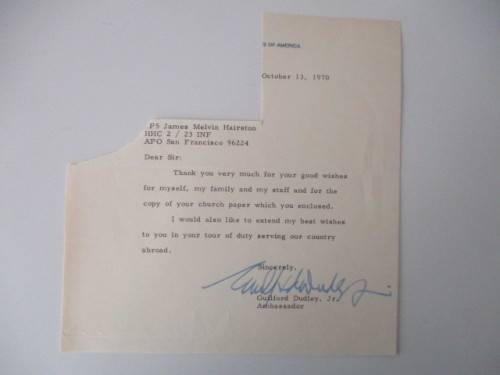 S OF AMERICA
October 13, 1970
P5 James Melvin Hairston
HHC 2 / 23 INF
APO San Francisco 96224
Dear Sir:
Thank you very much for your good wishes
for myself, my family and my staff and for the
copy of your church paper which you enclosed.
I would also like to extend my best wishes
to you in your tour of duty serving our country
abroad.
Sincerely,
Guilford Dudley, Jr.
Ambassador